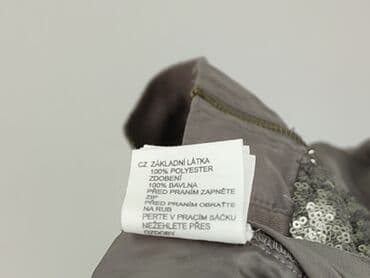 CZ ZÁKLADNÍ LÁTKA
100% POLYESTER
ZDOBENÍ
100% BAVLNA
PŘED PRANÍM ZAPNĚTE
ZIP
PŘED PRANÍM OBRAŤTE
NA RUB
PERTE V PRACÍM SÁČKU
NEŽEHLETE PŘES
OZDOBY